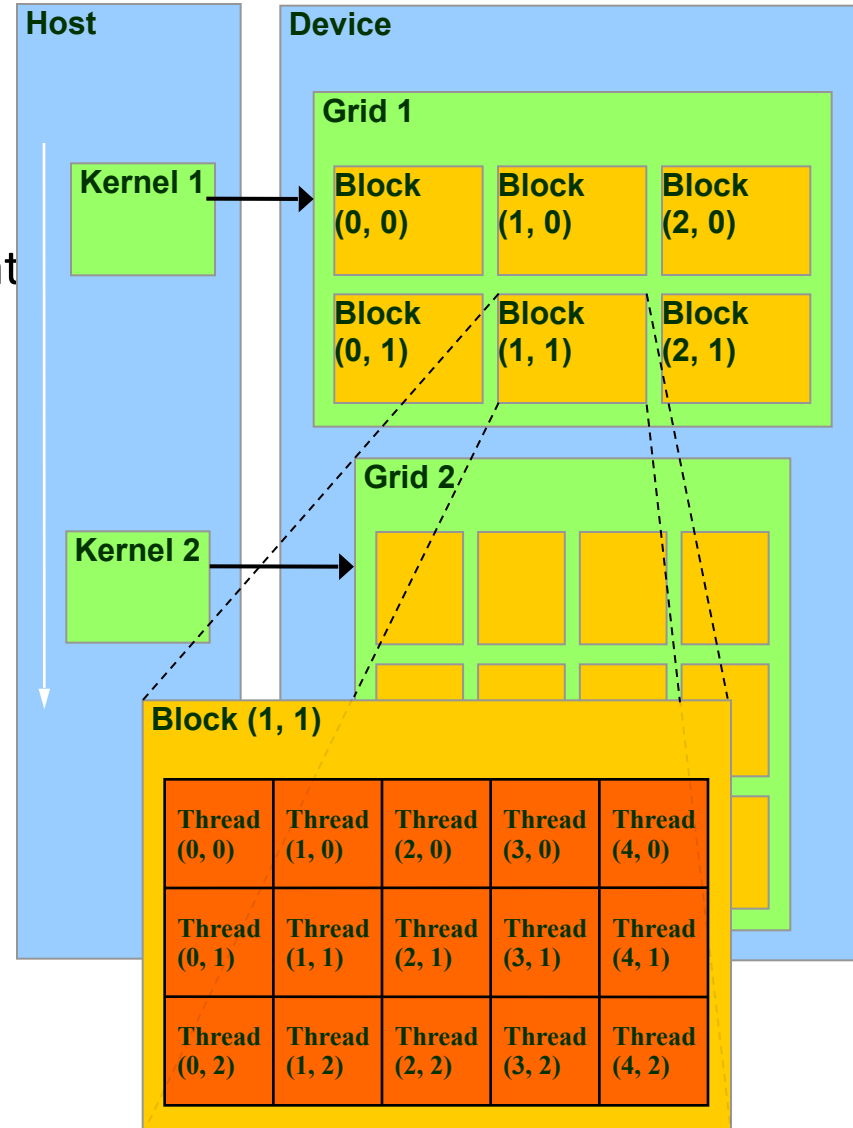 Host
Device
Grid 1
Kernel 1
Block
(0, 0)
Block
(1, 0)
Block
(2, 0)
Block
(0, 1)
Block
(1, 1)
Block
(2, 1)
Grid 2
Kernel 2
Block (1, 1)
Thread
(0, 0)
Thread
(1, 0)
Thread
(2, 0)
Thread
(3, 0)
Thread
(4, 0)
Thread
(0, 1)
Thread
(1, 1)
Thread
(2, 1)
Thread
(3, 1)
Thread
(4, 1)
Thread
(0, 2)
Thread
(1, 2)
Thread
(2, 2)
Thread
(3, 2)
Thread
(4, 2)